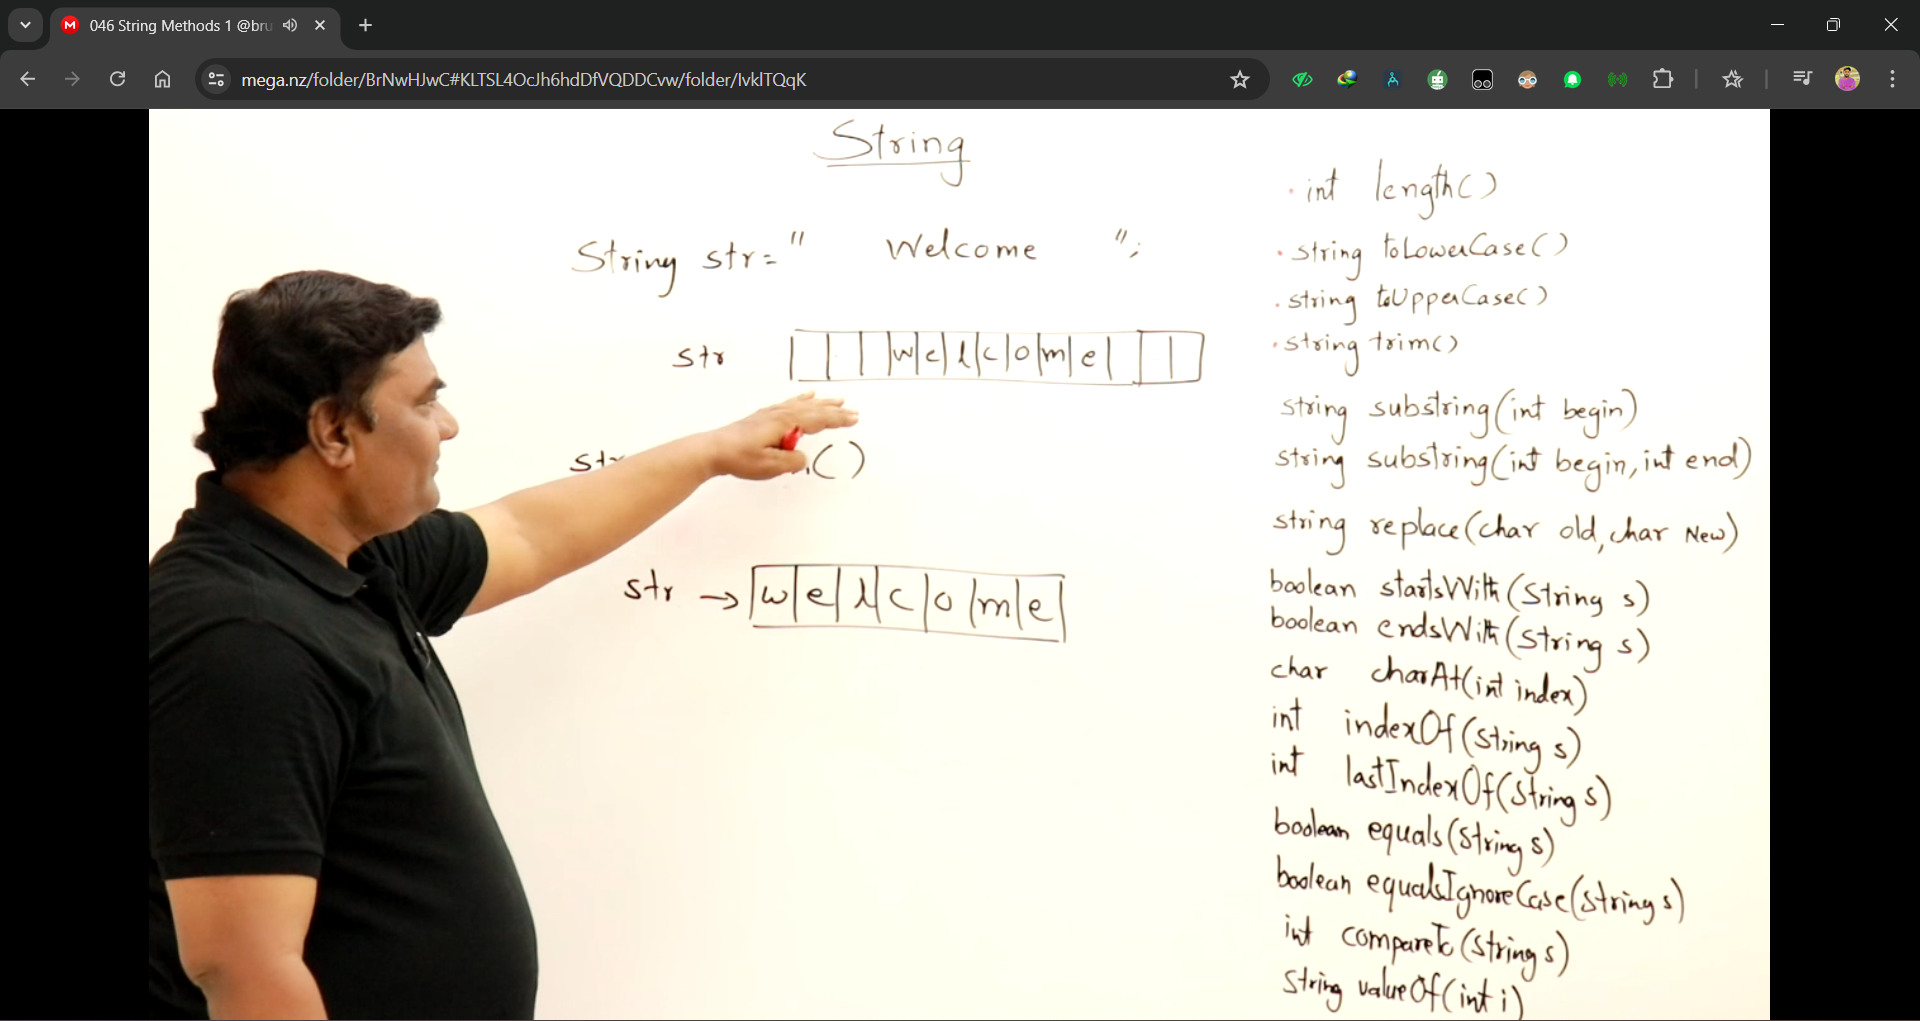 046 String Methods 1 @bru
mega.nz/folder/BrNwHJwC#KLTSL4OcJh6hdDfVQDDCvw/folder/IvklTQqK
String
String str = " Welcome ";
str | | | |W|e|l|c|o|m|e| | |
()
str → |w|e|l|c|o|m|e|
int length()
string toLowerCase()
string toUpperCase()
string trim()
string substring(int begin)
string substring(int begin, int end)
string replace(char old, char New)
boolean startsWith(String s)
boolean endsWith(String s)
char charAt(int index)
int indexOf(String s)
int lastIndexOf(String s)
boolean equals(String s)
boolean equalsIgnoreCase(String s)
int compareTo(String s)
String valueOf(int i)